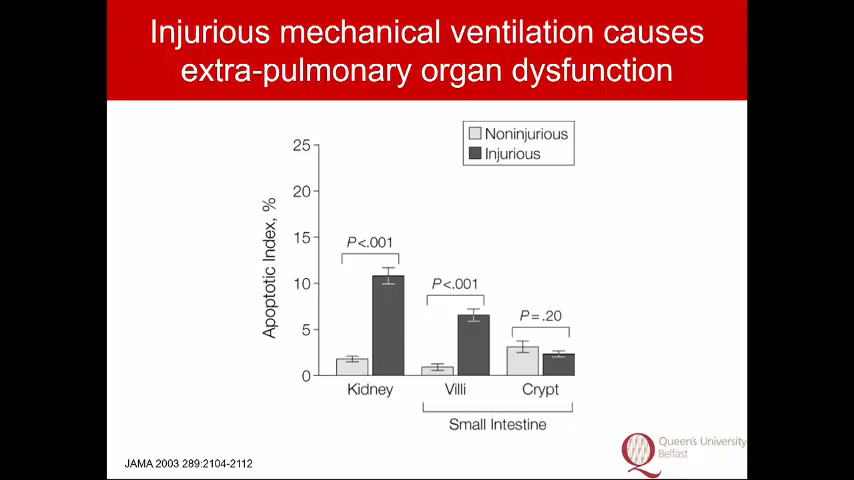 Injurious mechanical ventilation causes
extra-pulmonary organ dysfunction
Noninjurious
Injurious
25
20
15
10
5
0
Apoptotic Index, %
P<.001
P<.001
P=.20
Kidney
Villi
Crypt
Small Intestine
JAMA 2003 289:2104-2112
Queen's University
Belfast